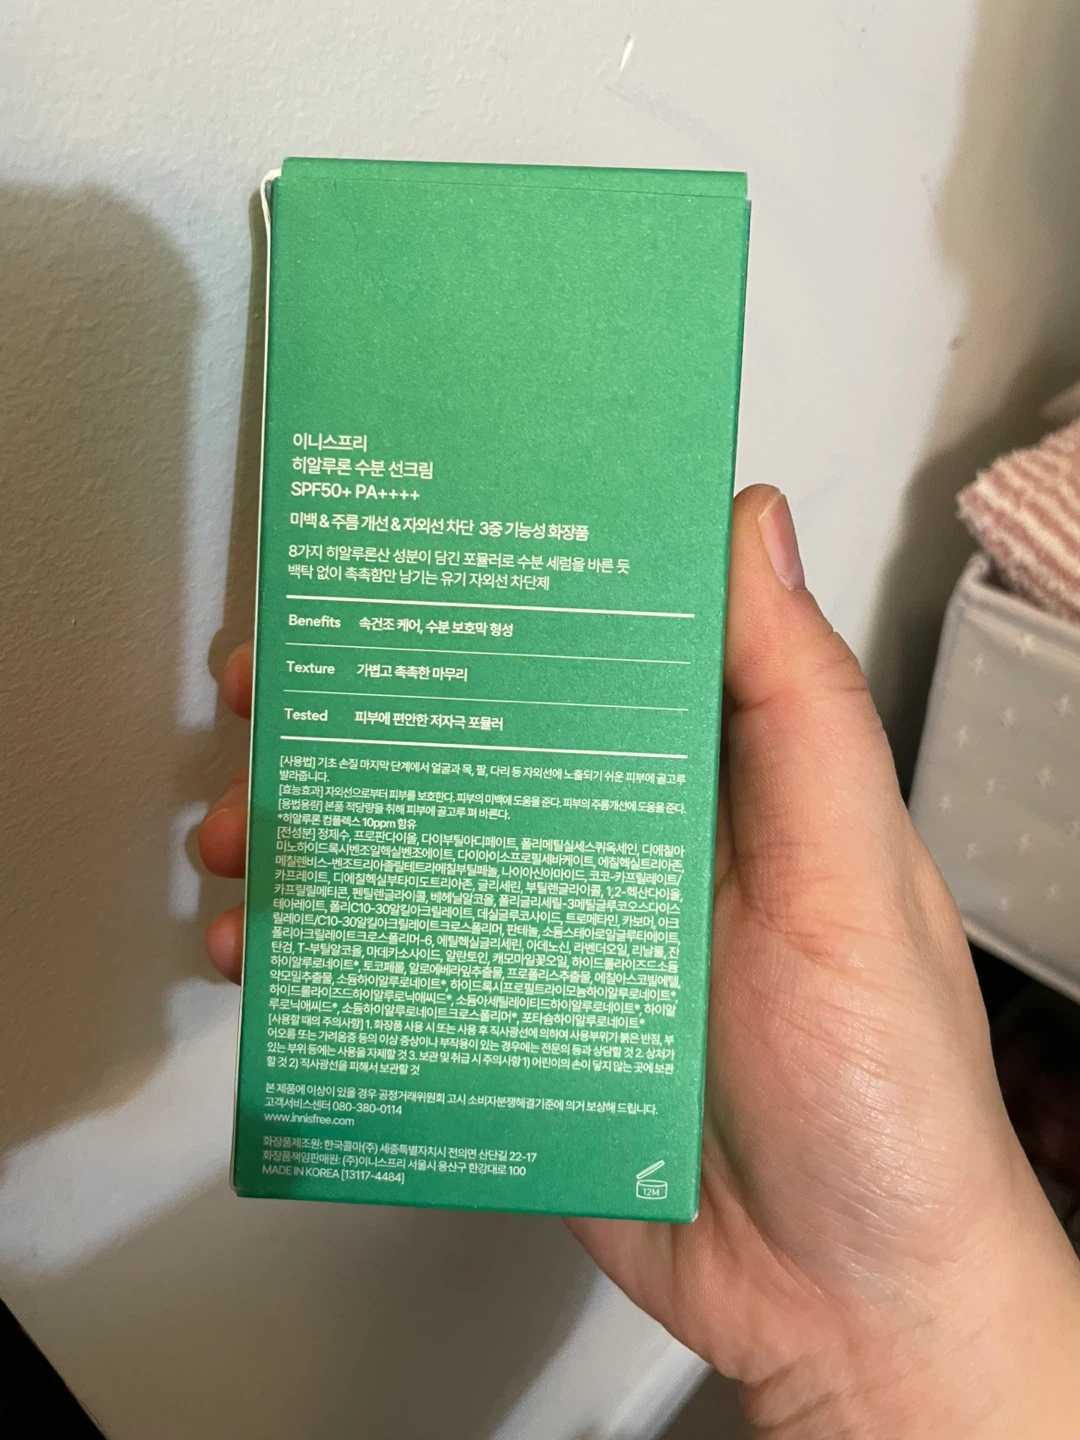 이니스프리
히알루론 수분 선크림
SPF50+ PA++++
미백 & 주름 개선 & 자외선 차단 3중 기능성 화장품
8가지 히알루론산 성분이 담긴 포뮬러로 수분 세럼을 바른 듯
백탁 없이 촉촉함만 남기는 유기 자외선 차단제
Benefits 속건조 케어, 수분 보호막 형성
Texture 가볍고 촉촉한 마무리
Tested 피부에 편안한 저자극 포뮬러
[사용법] 기초 손질 마지막 단계에서 얼굴과 목, 팔, 다리 등 자외선에 노출되기 쉬운 피부에 골고루
발라줍니다.
[효능효과] 자외선으로부터 피부를 보호한다. 피부의 미백에 도움을 준다. 피부의 주름개선에 도움을 준다.
[용법용량] 본품 적당량을 취해 피부에 골고루 펴 바른다.
*히알루론 컴플렉스 10ppm 함유
[전성분] 정제수, 프로판다이올, 다이부틸아디페이트, 폴리메틸실세스퀴옥세인, 디에칠아
미노하이드록시벤조일헥실벤조에이트, 다이아이소프로필세바케이트, 에칠헥실트리아존,
메칠렌비스-벤조트리아졸릴테트라메칠부틸페놀, 나이아신아마이드, 코코-카프릴레이트/
카프레이트, 디에칠헥실부타미도트리아존, 글리세린, 부틸렌글라이콜, 1,2-헥산다이올,
카프릴릴메티콘, 펜틸렌글라이콜, 베헤닐알코올, 폴리글리세릴-3메틸글루코오스다이스
테아레이트, 폴리C10-30알킬아크릴레이트, 데실글루코사이드, 트로메타민, 카보머, 아크
릴레이트/C10-30알킬아크릴레이트크로스폴리머, 판테놀, 소듐스테아로일글루타메이트,
폴리아크릴레이트크로스폴리머-6, 에틸헥실글리세린, 아데노신, 라벤더오일, 리날룰, 잔
탄검, T-부틸알코올, 마데카소사이드, 알란토인, 캐모마일꽃오일, 하이드롤라이즈드소듐
하이알루로네이트*, 토코페롤, 알로에베라잎추출물, 프로폴리스추출물, 에칠아스코빌에텔,
약모밀추출물, 소듐하이알루로네이트*, 하이드록시프로필트라이모늄하이알루로네이트*,
하이드롤라이즈드하이알루로닉애씨드*, 소듐아세틸레이티드하이알루로네이트*, 하이알
루로닉애씨드*, 소듐하이알루로네이트크로스폴리머*, 포타슘하이알루로네이트*
[사용할 때의 주의사항] 1. 화장품 사용 시 또는 사용 후 직사광선에 의하여 사용부위가 붉은 반점, 부
어오름 또는 가려움증 등의 이상 증상이나 부작용이 있는 경우에는 전문의 등과 상담할 것 2. 상처가
있는 부위 등에는 사용을 자제할 것 3. 보관 및 취급 시 주의사항 1) 어린이의 손이 닿지 않는 곳에 보관
할 것 2) 직사광선을 피해서 보관할 것
본 제품에 이상이 있을 경우 공정거래위원회 고시 소비자분쟁해결기준에 의거 보상해 드립니다.
고객서비스센터 080-380-0114
www.innisfree.com
화장품제조원: 한국콜마(주) 세종특별자치시 전의면 산단길 22-17
화장품책임판매원: (주)이니스프리 서울시 용산구 한강대로 100
MADE IN KOREA [13117-4484]
12M